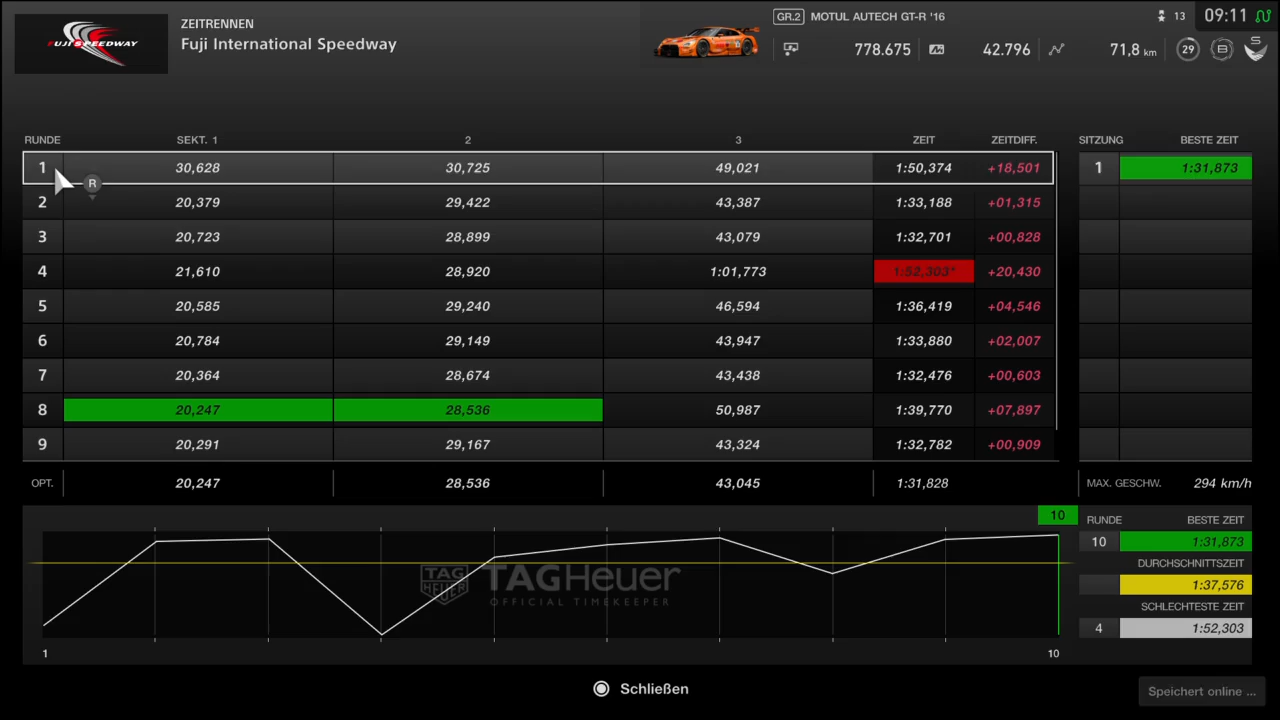 FUJI SPEEDWAY
ZEITRENNEN
Fuji International Speedway
GR.2 MOTUL AUTECH GT-R '16
13 09:11
778.675 42.796 71,8 km 29 B S
RUNDE SEKT. 1 2 3 ZEIT ZEITDIFF. SITZUNG BESTE ZEIT
1 30,628 30,725 49,021 1:50,374 +18,501 1 1:31,873
R
2 20,379 29,422 43,387 1:33,188 +01,315
3 20,723 28,899 43,079 1:32,701 +00,828
4 21,610 28,920 1:01,773 1:52,303* +20,430
5 20,585 29,240 46,594 1:36,419 +04,546
6 20,784 29,149 43,947 1:33,880 +02,007
7 20,364 28,674 43,438 1:32,476 +00,603
8 20,247 28,536 50,987 1:39,770 +07,897
9 20,291 29,167 43,324 1:32,782 +00,909
OPT. 20,247 28,536 43,045 1:31,828 MAX. GESCHW. 294 km/h
10 RUNDE BESTE ZEIT
10 1:31,873
DURCHSCHNITTSZEIT
TAG HEUER TAGHeuer 1:37,576
OFFICIAL TIMEKEEPER SCHLECHTESTE ZEIT
4 1:52,303
1 10
Schließen
Speichert online ...